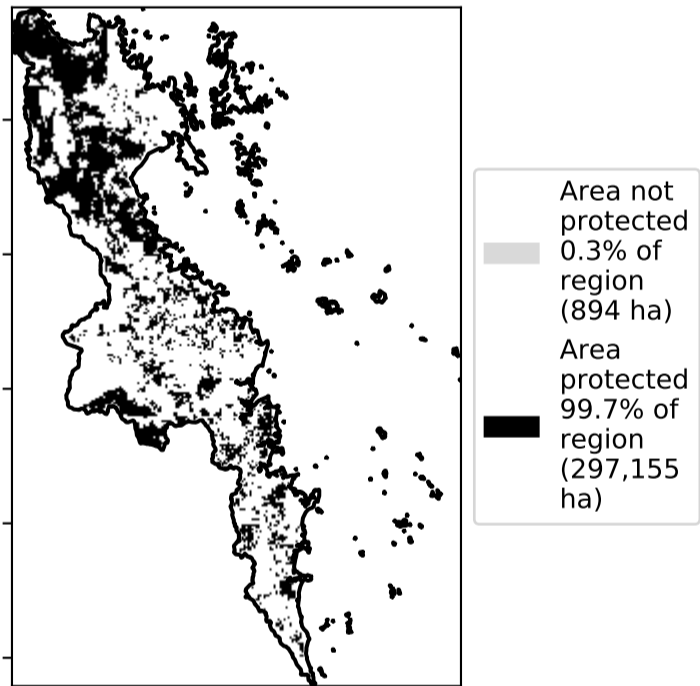 Area not
protected
0.3% of
region
(894 ha)
Area
protected
99.7% of
region
(297,155
ha)